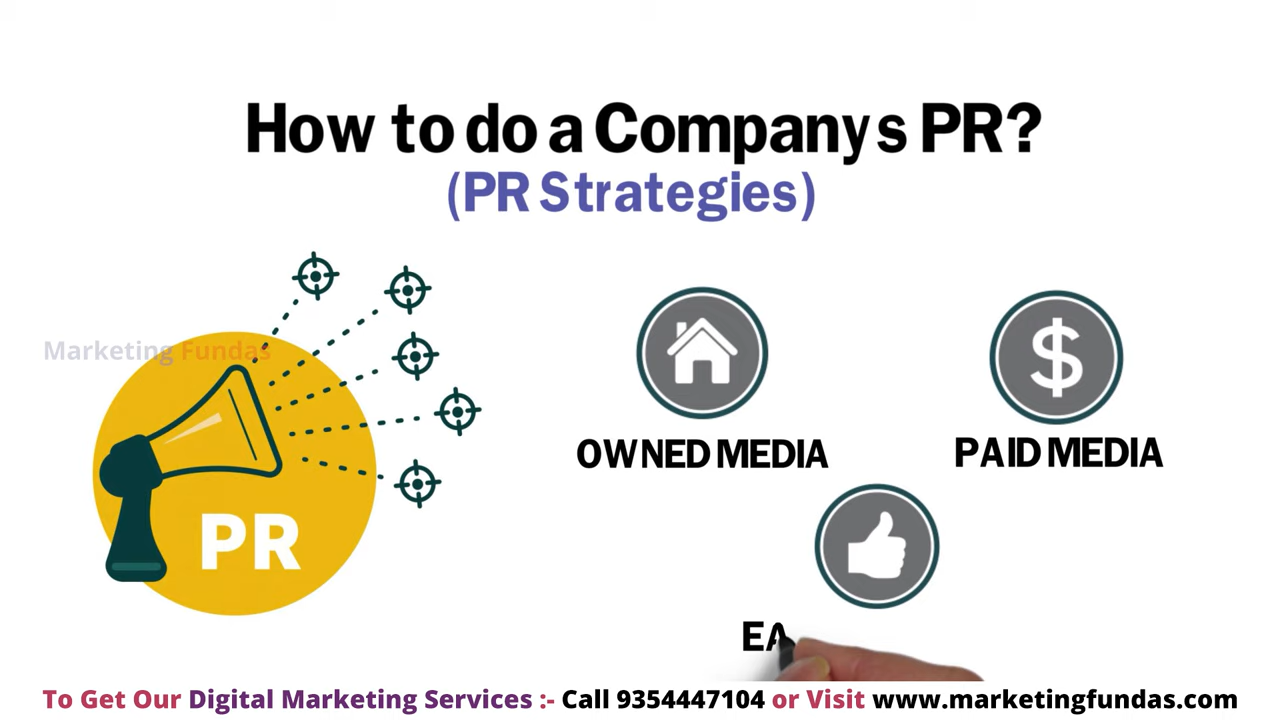 How to do a Companys PR?
(PR Strategies)
Marketing Fundas
PR
OWNED MEDIA
PAID MEDIA
EA
To Get Our Digital Marketing Services :- Call 9354447104 or Visit www.marketingfundas.com